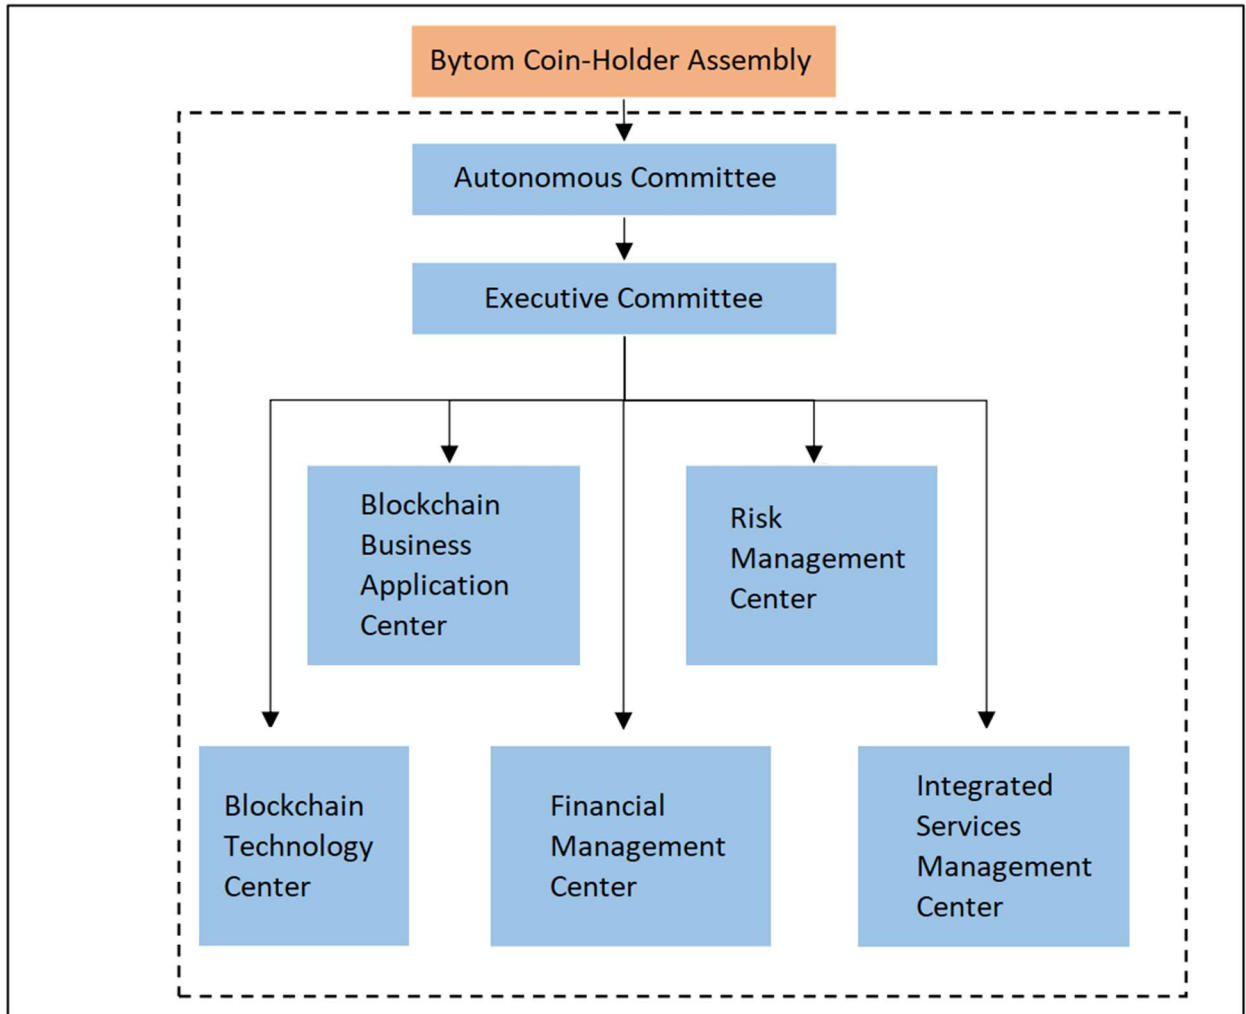 Bytom Coin-Holder Assembly
Autonomous Committee
Executive Committee
Blockchain
Business
Application
Center
Risk
Management
Center
Blockchain
Technology
Center
Financial
Management
Center
Integrated
Services
Management
Center